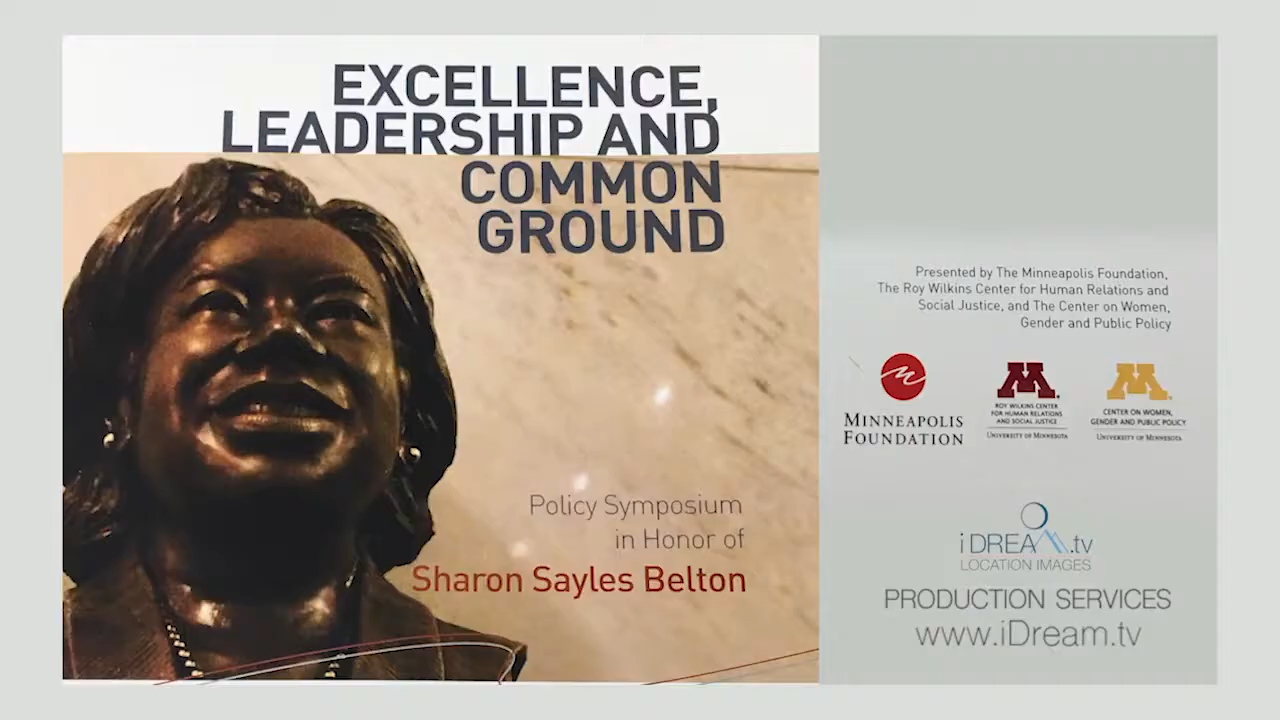 EXCELLENCE,
LEADERSHIP AND
COMMON
GROUND
Policy Symposium
in Honor of
Sharon Sayles Belton
Presented by The Minneapolis Foundation,
The Roy Wilkins Center for Human Relations and
Social Justice, and The Center on Women,
Gender and Public Policy
MINNEAPOLIS
FOUNDATION
M
ROY WILKINS CENTER
FOR HUMAN RELATIONS
AND SOCIAL JUSTICE
UNIVERSITY OF MINNESOTA
M
CENTER ON WOMEN,
GENDER AND PUBLIC POLICY
UNIVERSITY OF MINNESOTA
iDREAM.tv
LOCATION IMAGES
PRODUCTION SERVICES
www.iDream.tv